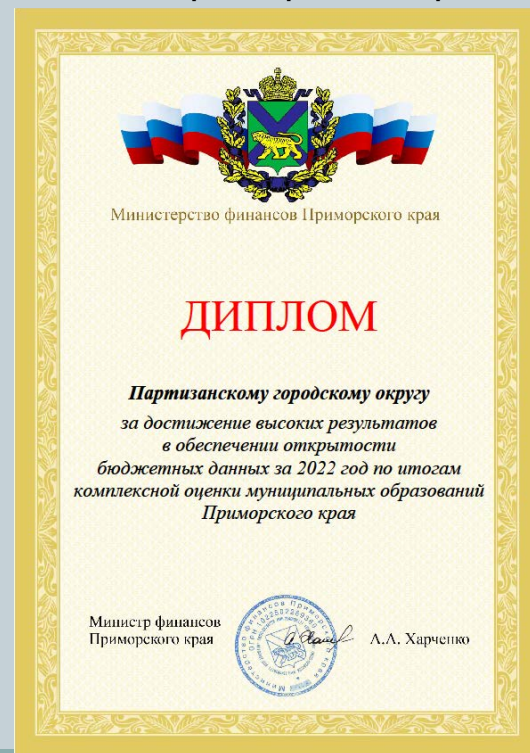 Министерство финансов Приморского края
ДИПЛОМ
Партизанскому городскому округу
за достижение высоких результатов
в обеспечении открытости
бюджетных данных за 2022 год по итогам
комплексной оценки муниципальных образований
Приморского края
Министр финансов
Приморского края
А.А. Харченко